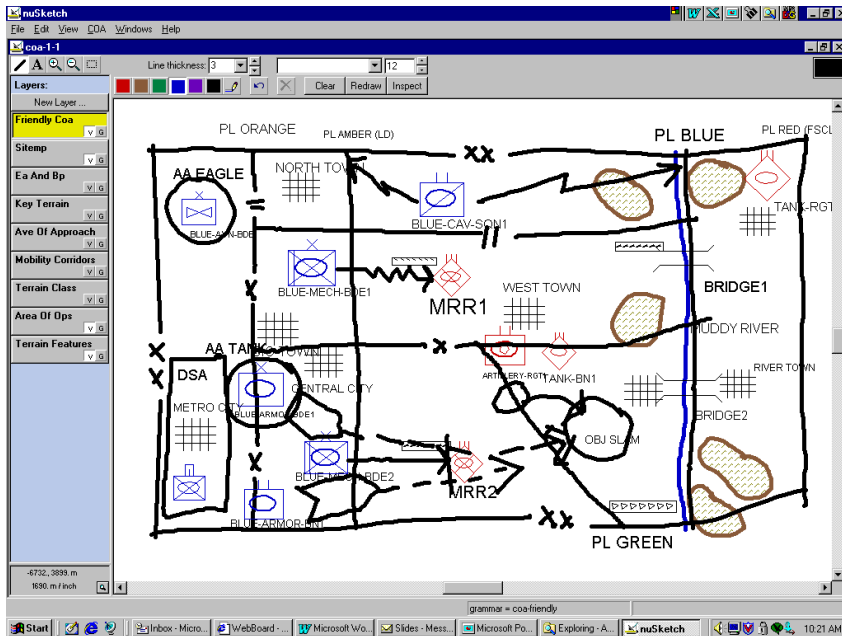 nuSketch
File Edit View COA Windows Help
coa-1-1
A Line thickness: 3 12
Clear Redraw Inspect
Layers:
New Layer ...
Friendly Coa
V G
Sitemp
V G
Ea And Bp
V G
Key Terrain
V G
Ave Of Approach
V G
Mobility Corridors
V G
Terrain Class
V G
Area Of Ops
V G
Terrain Features
V G
PL ORANGE
PL AMBER (LD)
PL BLUE
PL RED (FSCL
AA EAGLE
NORTH TOWN
BLUE-CAV-SQN1
TANK-RGT
BLUE-MECH-BDE1
MRR1
WEST TOWN
BRIDGE1
MUDDY RIVER
AA TANK
CENTRAL CITY
ARTILLERY-RGT1
TANK-BN1
RIVER TOWN
DSA
METRO CITY
BLUE-ARMOR-BDE1
BRIDGE2
OBJ SLAM
BLUE-MECH-BDE2
MRR2
BLUE-ARMOR-BN1
PL GREEN
-6732., 3899. m
1690. m / inch
grammar = coa-friendly
Start Inbox - Micro... WebBoard - ... Microsoft Wo... Slides - Mess... Microsoft Po... Exploring - A... nuSketch 10:21 AM